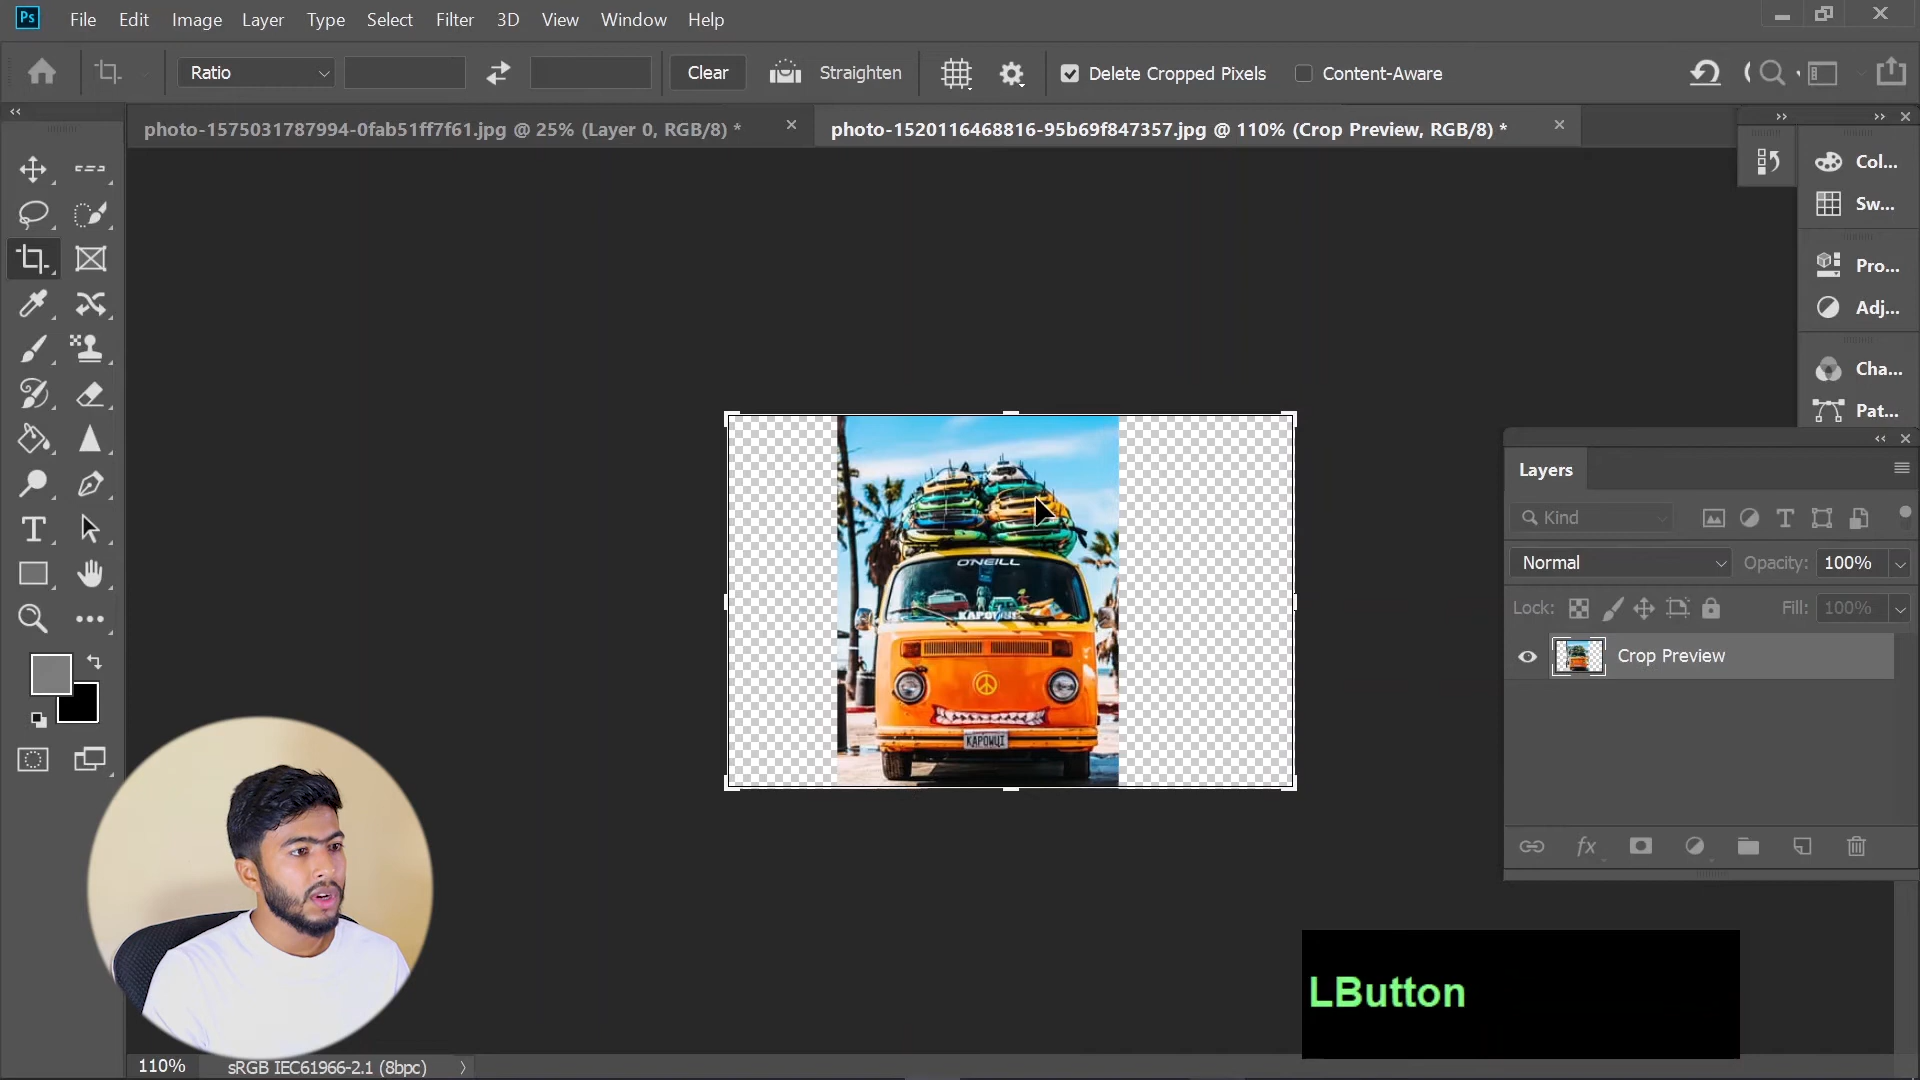 Ps File Edit Image Layer Type Select Filter 3D View Window Help
Ratio Clear Straighten Delete Cropped Pixels Content-Aware
photo-1575031787994-0fab51ff7f61.jpg @ 25% (Layer 0, RGB/8) * photo-1520116468816-95b69f847357.jpg @ 110% (Crop Preview, RGB/8) *
Col...
Sw...
Pro...
Adj...
Cha...
Pat...
Layers
Kind
Normal Opacity: 100%
Lock: Fill: 100%
Crop Preview
O'NEILL
KAPOWUI
KAPOWUI
LButton
110% sRGB IEC61966-2.1 (8bpc)